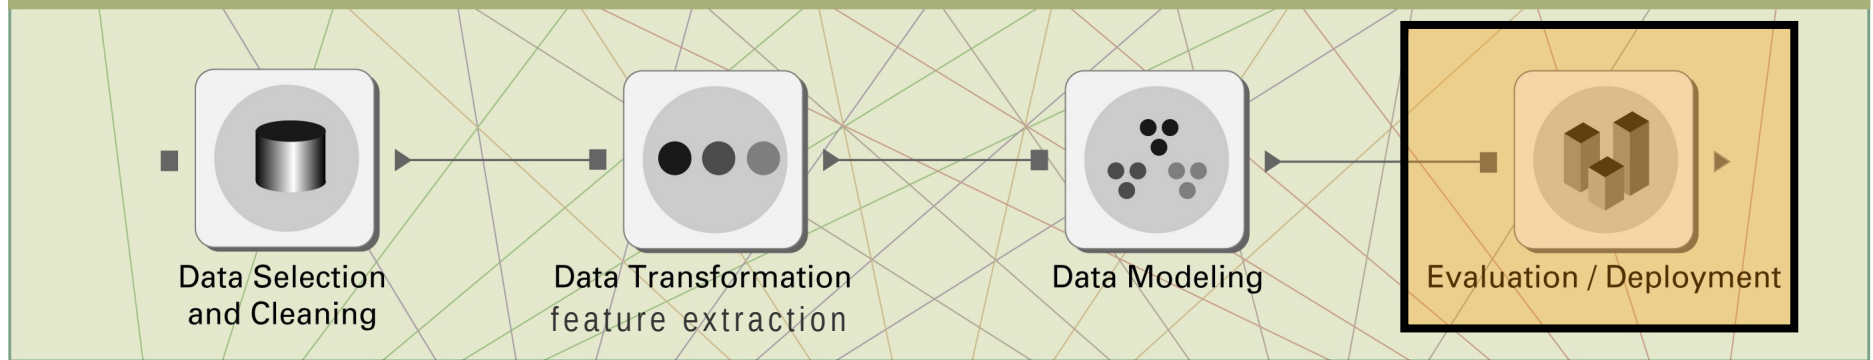 Data Selection
and Cleaning
Data Transformation
feature extraction
Data Modeling
Evaluation / Deployment